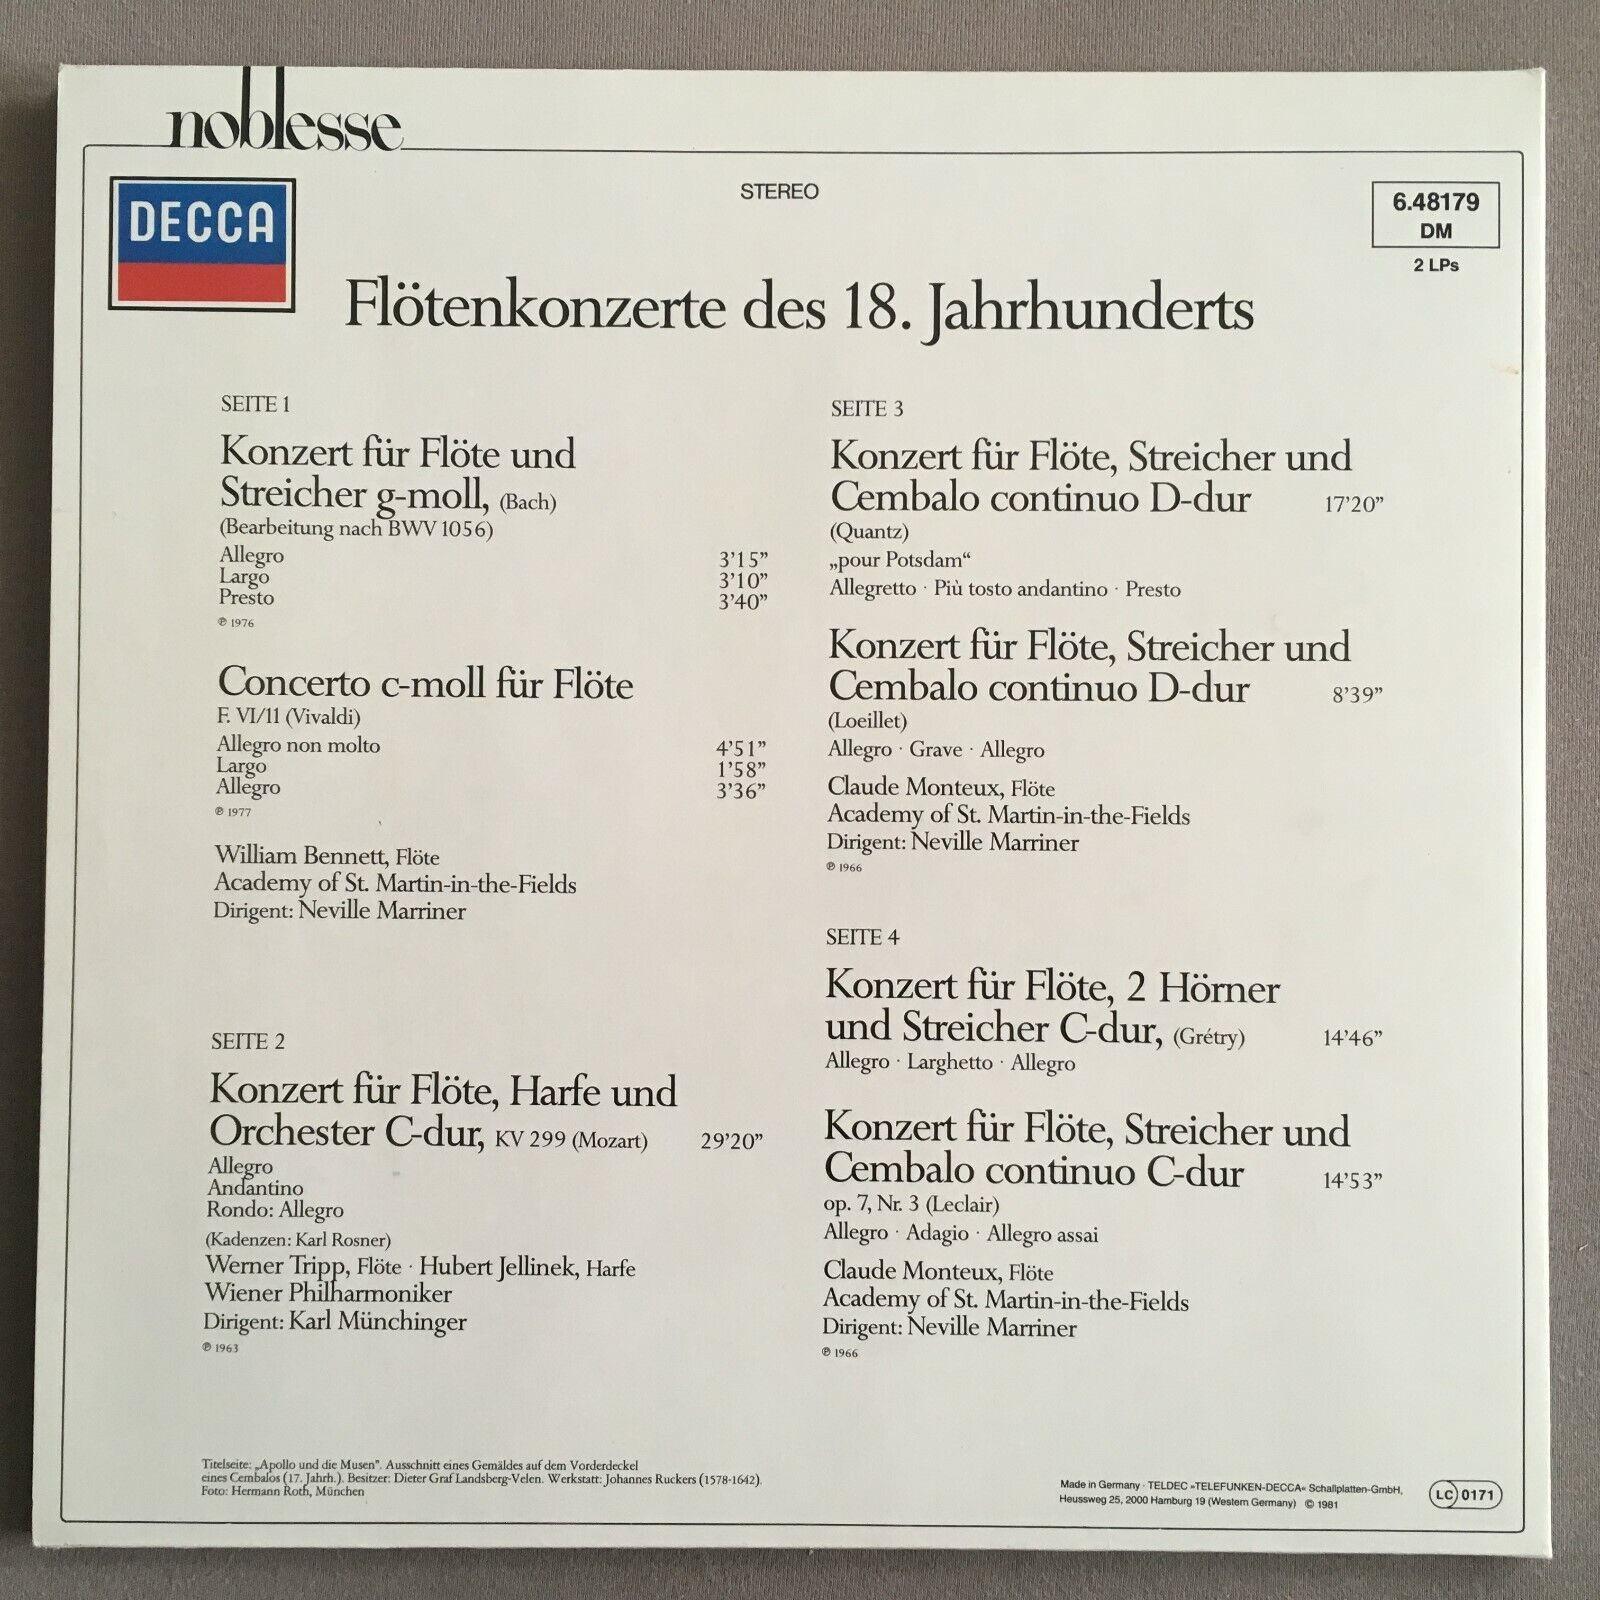 noblesse
DECCA
STEREO
6.48179
DM
2 LPs
Flötenkonzerte des 18. Jahrhunderts
SEITE 1
Konzert für Flöte und
Streicher g-moll, (Bach)
(Bearbeitung nach BWV 1056)
Allegro 3'15”
Largo 3'10”
Presto 3'40”
℗ 1976
Concerto c-moll für Flöte
F. VI/11 (Vivaldi)
Allegro non molto 4'51”
Largo 1'58”
Allegro 3'36”
℗ 1977
William Bennett, Flöte
Academy of St. Martin-in-the-Fields
Dirigent: Neville Marriner
SEITE 2
Konzert für Flöte, Harfe und
Orchester C-dur, KV 299 (Mozart) 29'20”
Allegro
Andantino
Rondo: Allegro
(Kadenzen: Karl Rosner)
Werner Tripp, Flöte · Hubert Jellinek, Harfe
Wiener Philharmoniker
Dirigent: Karl Münchinger
℗ 1963
SEITE 3
Konzert für Flöte, Streicher und
Cembalo continuo D-dur 17'20”
(Quantz)
„pour Potsdam“
Allegretto · Più tosto andantino · Presto
Konzert für Flöte, Streicher und
Cembalo continuo D-dur 8'39”
(Loeillet)
Allegro · Grave · Allegro
Claude Monteux, Flöte
Academy of St. Martin-in-the-Fields
Dirigent: Neville Marriner
℗ 1966
SEITE 4
Konzert für Flöte, 2 Hörner
und Streicher C-dur, (Grétry) 14'46”
Allegro · Larghetto · Allegro
Konzert für Flöte, Streicher und
Cembalo continuo C-dur 14'53”
op. 7, Nr. 3 (Leclair)
Allegro · Adagio · Allegro assai
Claude Monteux, Flöte
Academy of St. Martin-in-the-Fields
Dirigent: Neville Marriner
℗ 1966
Titelseite: „Apollo und die Musen”. Ausschnitt eines Gemäldes auf dem Vorderdeckel
eines Cembalos (17. Jahrh.). Besitzer: Dieter Graf Landsberg-Velen. Werkstatt: Johannes Ruckers (1578-1642).
Foto: Hermann Roth, München
Made in Germany · TELDEC »TELEFUNKEN-DECCA« Schallplatten-GmbH,
Heussweg 25, 2000 Hamburg 19 (Western Germany) © 1981
LC 0171